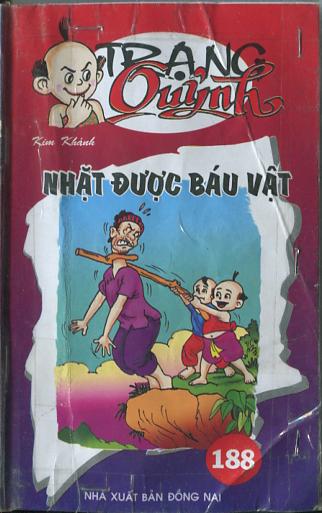 TRẠNG
Quỳnh
Kim Khánh
NHẶT ĐƯỢC BÁU VẬT
188
NHÀ XUẤT BẢN ĐỒNG NAI